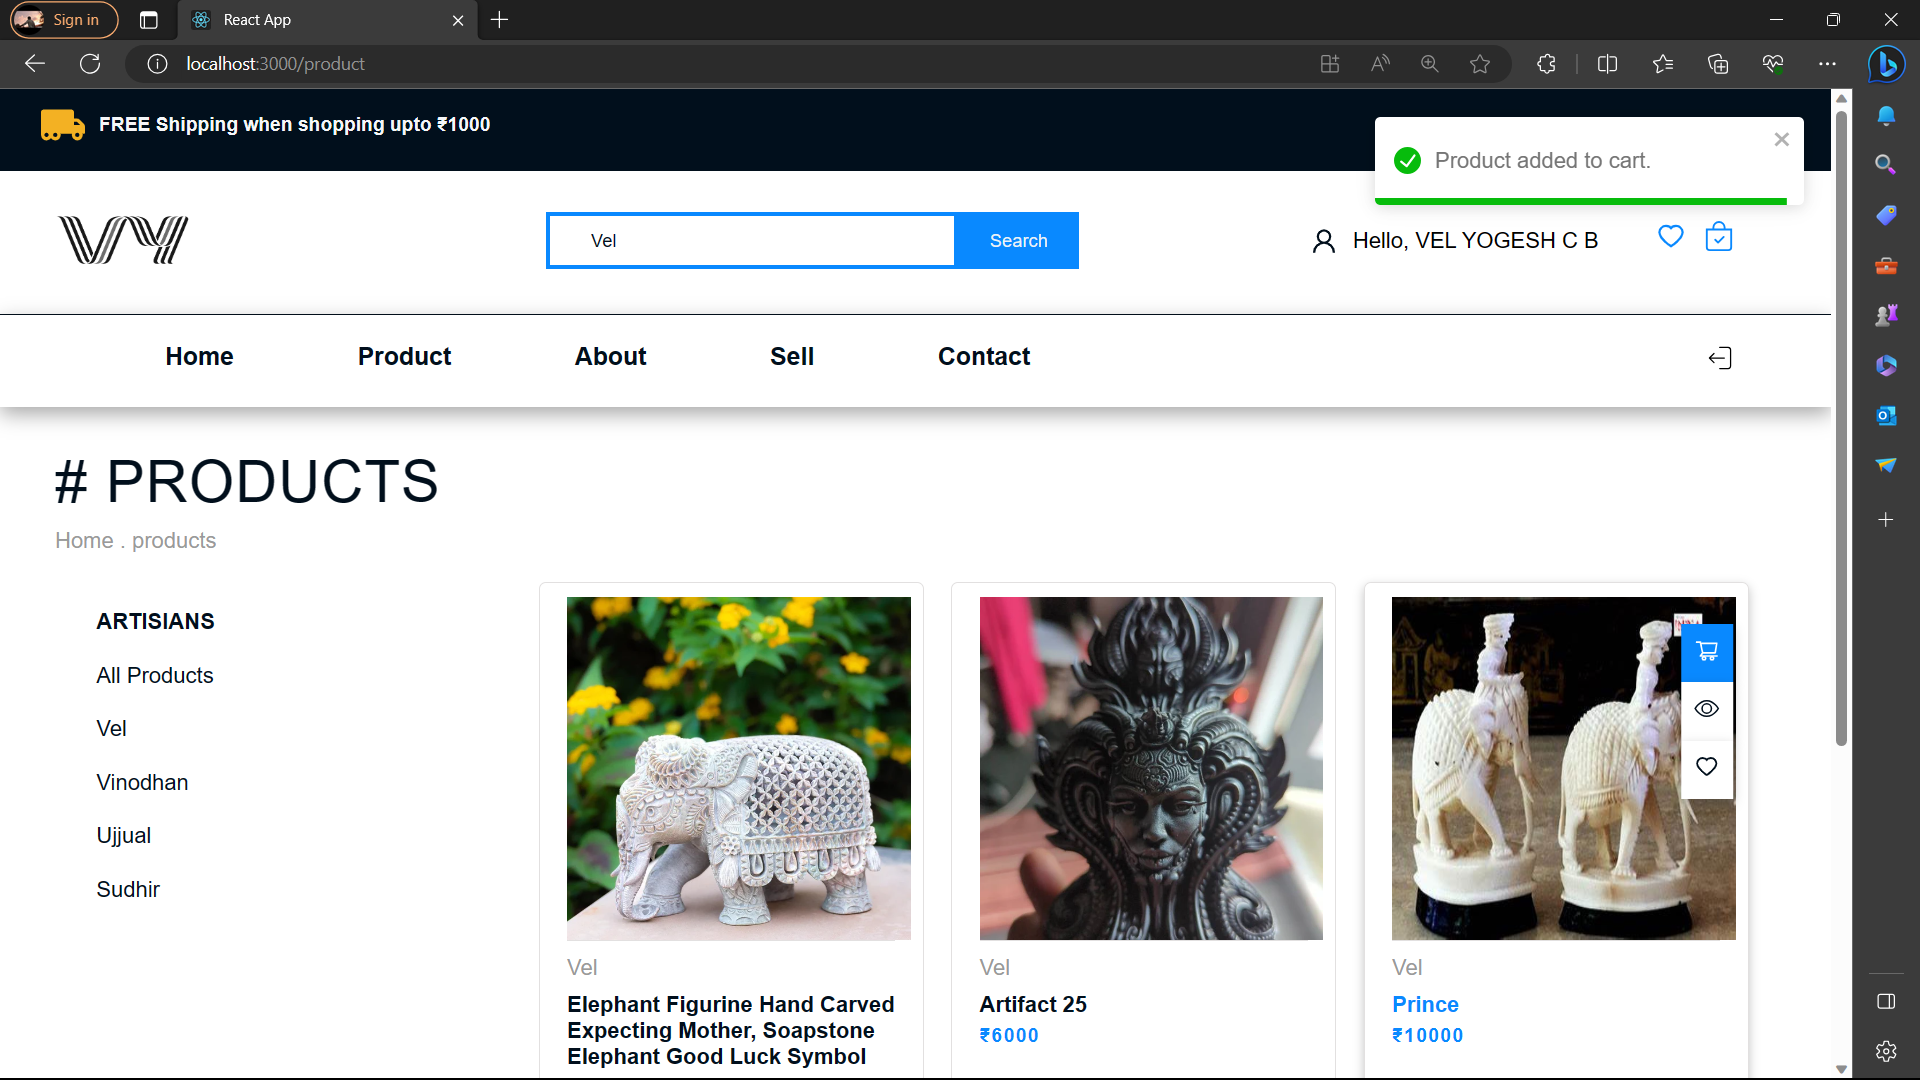 Sign in
React App
localhost:3000/product
FREE Shipping when shopping upto ₹1000
Product added to cart.
VY
Vel
Search
Hello, VEL YOGESH C B
Home
Product
About
Sell
Contact
# PRODUCTS
Home . products
ARTISIANS
All Products
Vel
Vinodhan
Ujjual
Sudhir
Vel
Elephant Figurine Hand Carved
Expecting Mother, Soapstone
Elephant Good Luck Symbol
Vel
Artifact 25
₹6000
Vel
Prince
₹10000